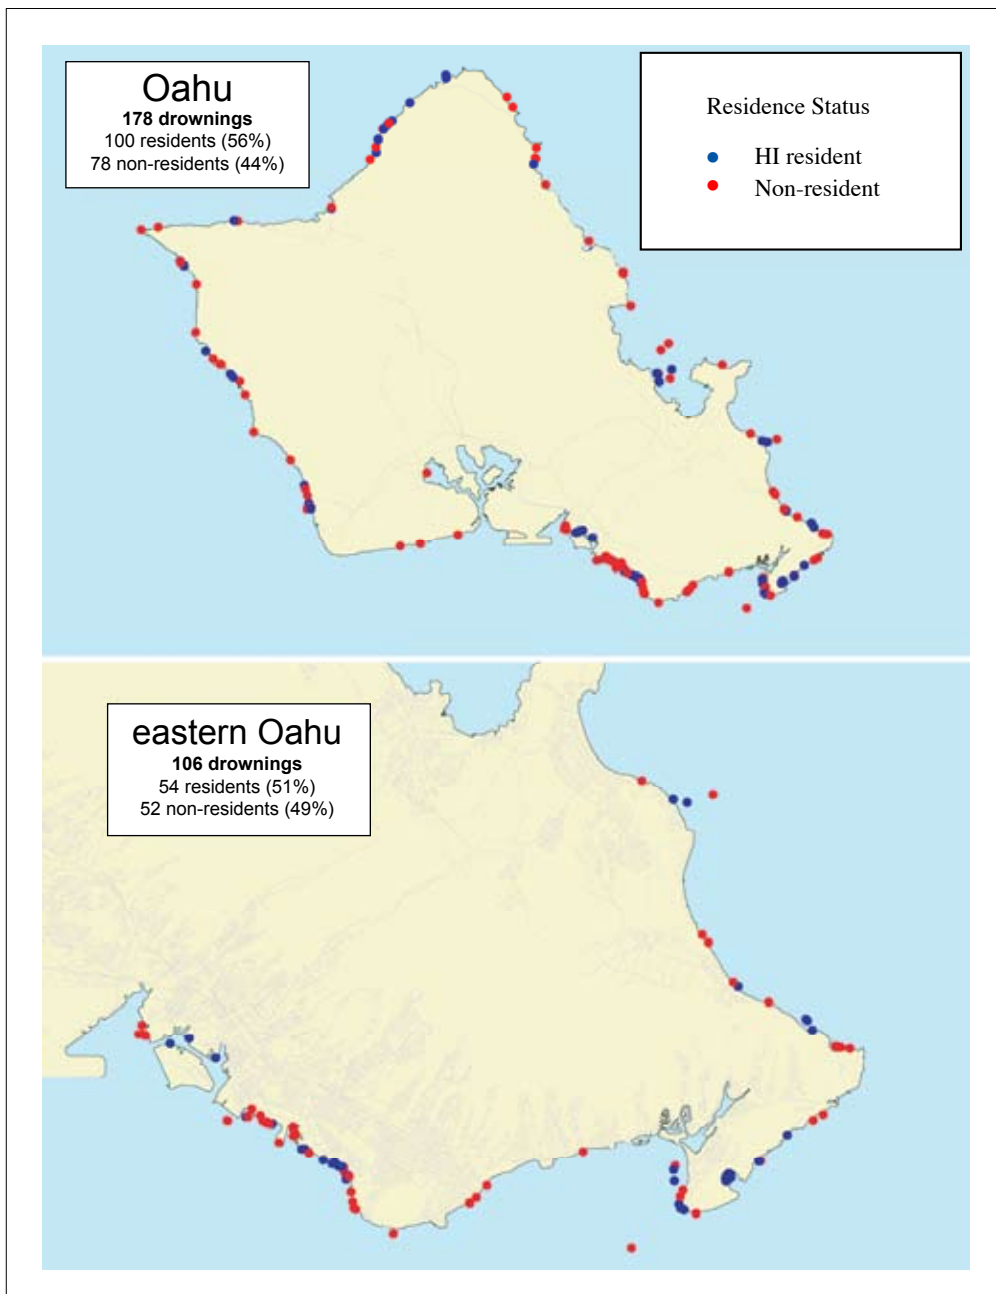 Oahu
178 drownings
100 residents (56%)
78 non-residents (44%)
Residence Status
HI resident
Non-resident
eastern Oahu
106 drownings
54 residents (51%)
52 non-residents (49%)